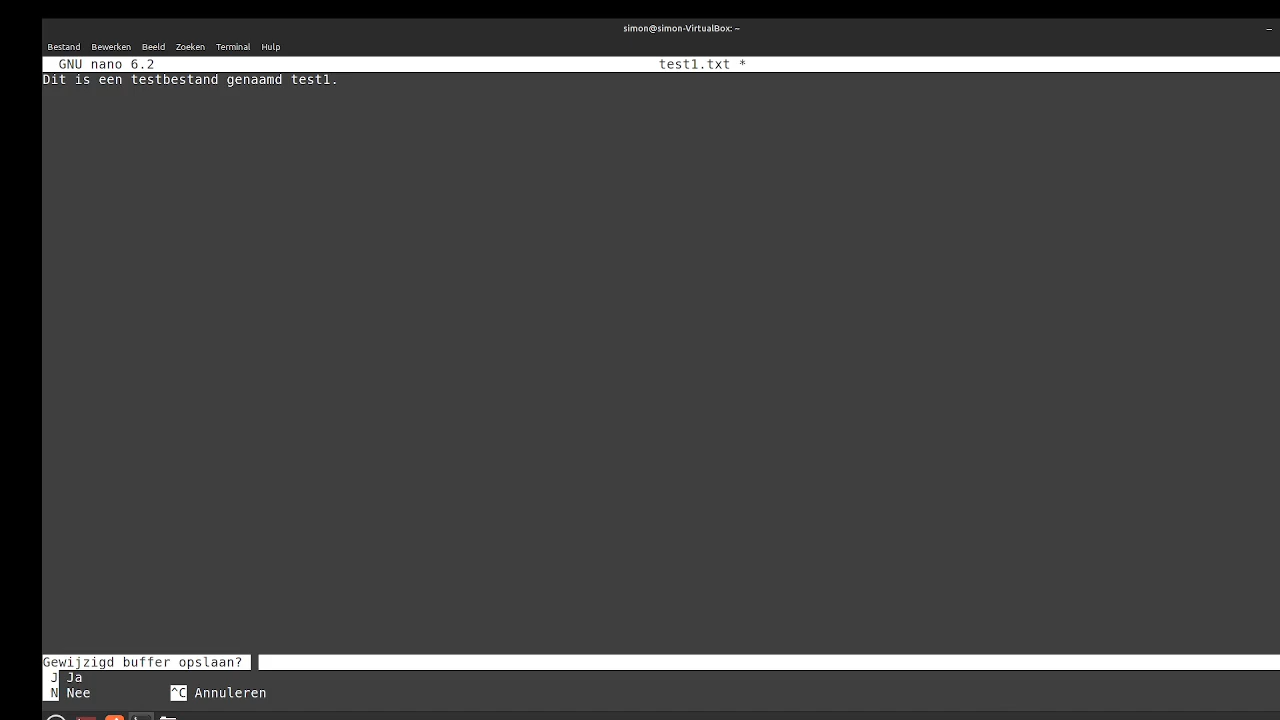 simon@simon-VirtualBox: ~
Bestand Bewerken Beeld Zoeken Terminal Hulp
GNU nano 6.2 test1.txt *
Dit is een testbestand genaamd test1.
Gewijzigd buffer opslaan?
J Ja
N Nee ^C Annuleren